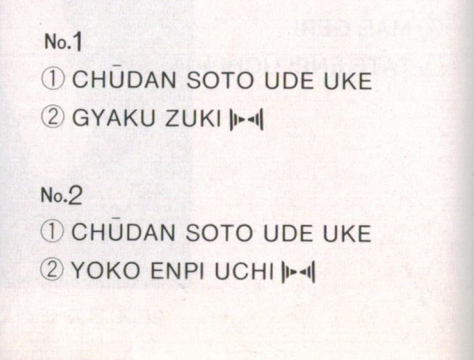 No.1
① CHŪDAN SOTO UDE UKE
② GYAKU ZUKI
No.2
① CHŪDAN SOTO UDE UKE
② YOKO ENPI UCHI